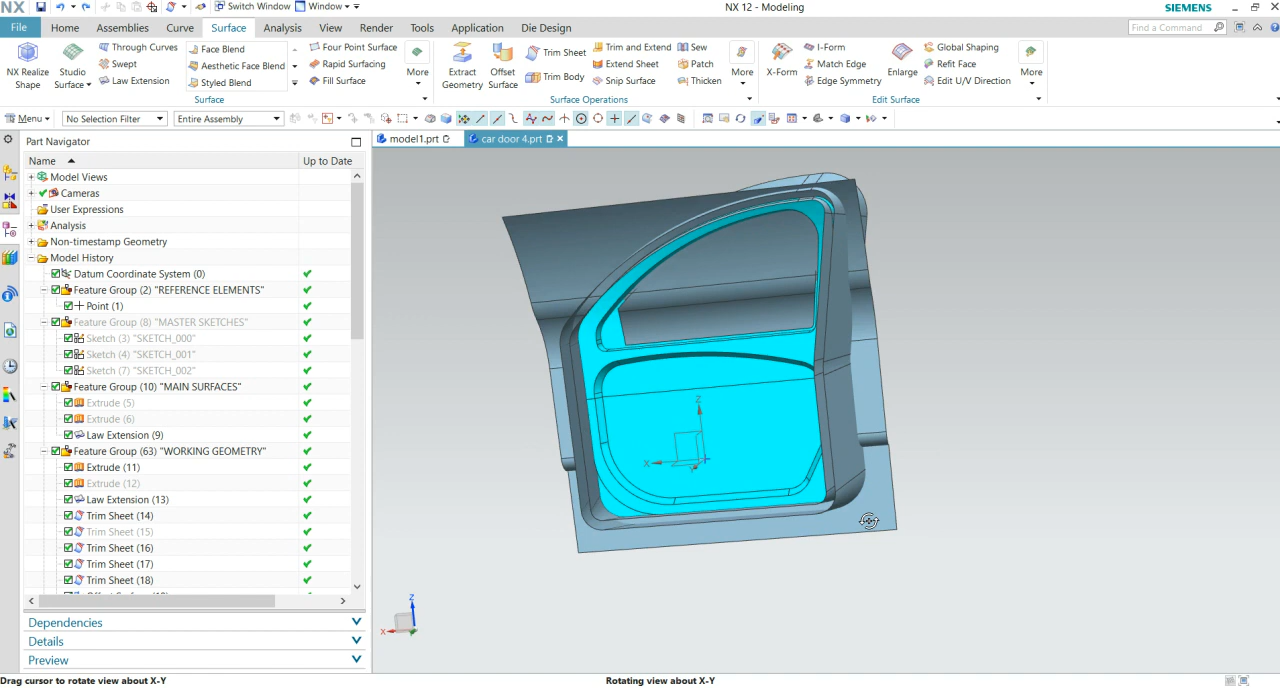 NX Switch Window Window NX 12 - Modeling SIEMENS
File Home Assemblies Curve Surface Analysis View Render Tools Application Die Design Find a Command
NX Realize Shape
Studio Surface
Through Curves
Swept
Law Extension
Face Blend
Aesthetic Face Blend
Styled Blend
Four Point Surface
Rapid Surfacing
Fill Surface
More
Extract Geometry
Offset Surface
Trim Sheet
Trim Body
Trim and Extend
Extend Sheet
Snip Surface
Sew
Patch
Thicken
More
X-Form
I-Form
Match Edge
Edge Symmetry
Enlarge
Global Shaping
Refit Face
Edit U/V Direction
More
Surface Surface Operations Edit Surface
Menu No Selection Filter Entire Assembly
Part Navigator
model1.prt car door 4.prt
Name Up to Date
Model Views
Cameras
User Expressions
Analysis
Non-timestamp Geometry
Model History
Datum Coordinate System (0)
Feature Group (2) "REFERENCE ELEMENTS"
Point (1)
Feature Group (8) "MASTER SKETCHES"
Sketch (3) "SKETCH_000"
Sketch (4) "SKETCH_001"
Sketch (7) "SKETCH_002"
Feature Group (10) "MAIN SURFACES"
Extrude (5)
Extrude (6)
Law Extension (9)
Feature Group (63) "WORKING GEOMETRY"
Extrude (11)
Extrude (12)
Law Extension (13)
Trim Sheet (14)
Trim Sheet (15)
Trim Sheet (16)
Trim Sheet (17)
Trim Sheet (18)
Z
X
Y
Z
X
Dependencies
Details
Preview
Drag cursor to rotate view about X-Y Rotating view about X-Y